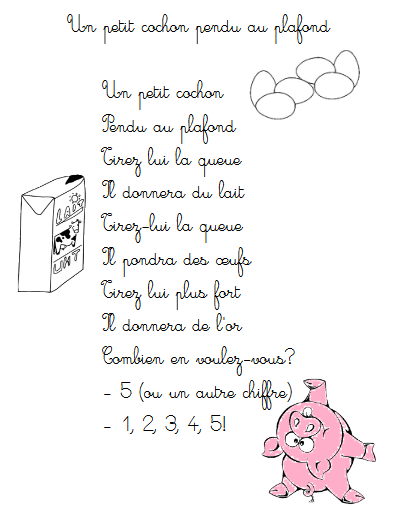 Un petit cochon pendu au plafond
Un petit cochon
Pendu au plafond
Tirez lui la queue
Il donnera du lait
Tirez-lui la queue
Il pondra des œufs
Tirez lui plus fort
Il donnera de l'or
Combien en voulez-vous?
- 5 (ou un autre chiffre)
- 1, 2, 3, 4, 5!
LAIT
UHT